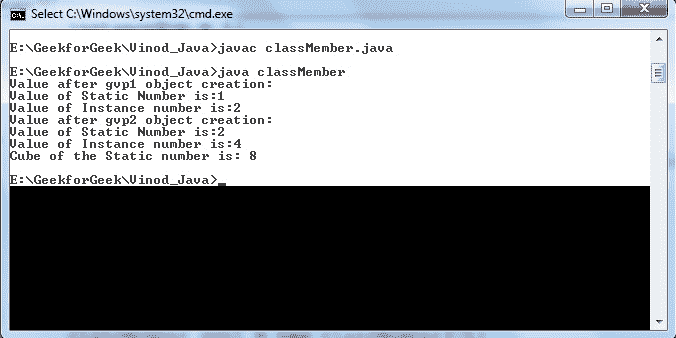 Select C:\Windows\system32\cmd.exe
E:\GeekforGeek\Vinod_Java>javac classMember.java
E:\GeekforGeek\Vinod_Java>java classMember
Value after gvp1 object creation:
Value of Static Number is:1
Value of Instance number is:2
Value after gvp2 object creation:
Value of Static Number is:2
Value of Instance number is:4
Cube of the Static number is: 8
E:\GeekforGeek\Vinod_Java>